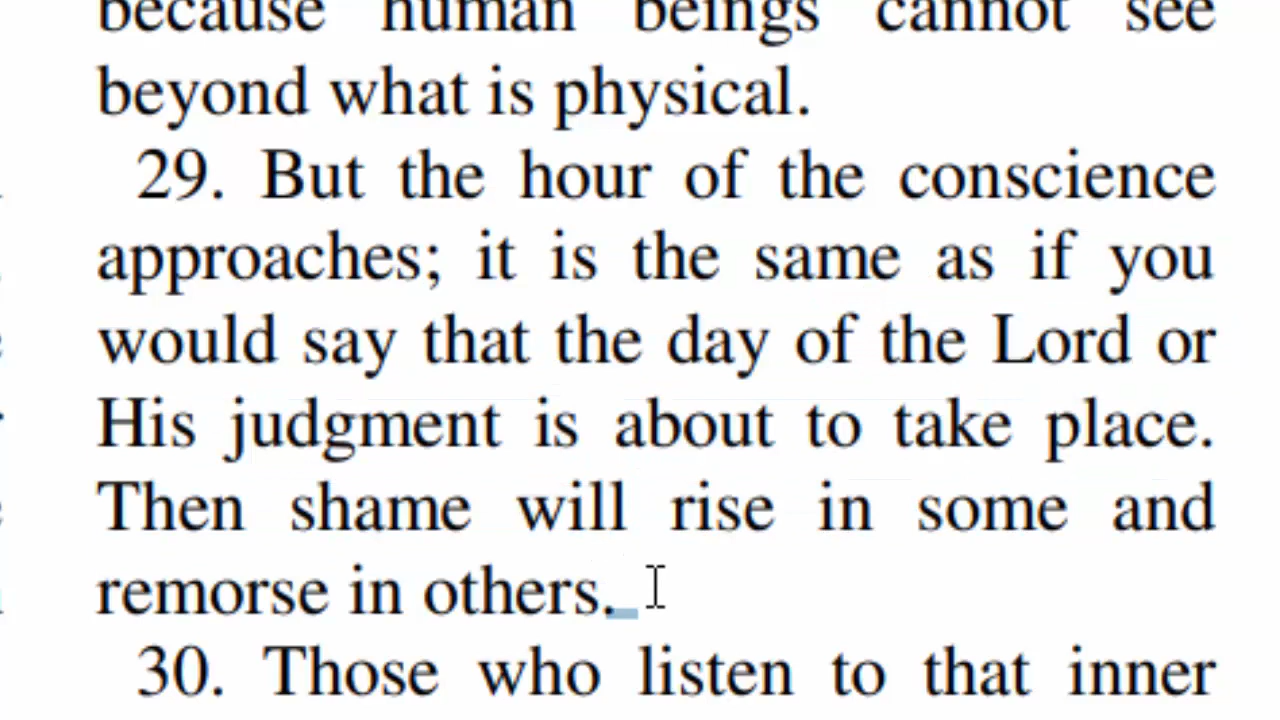 because human beings cannot see
beyond what is physical.
29. But the hour of the conscience
approaches; it is the same as if you
would say that the day of the Lord or
His judgment is about to take place.
Then shame will rise in some and
remorse in others.
30. Those who listen to that inner